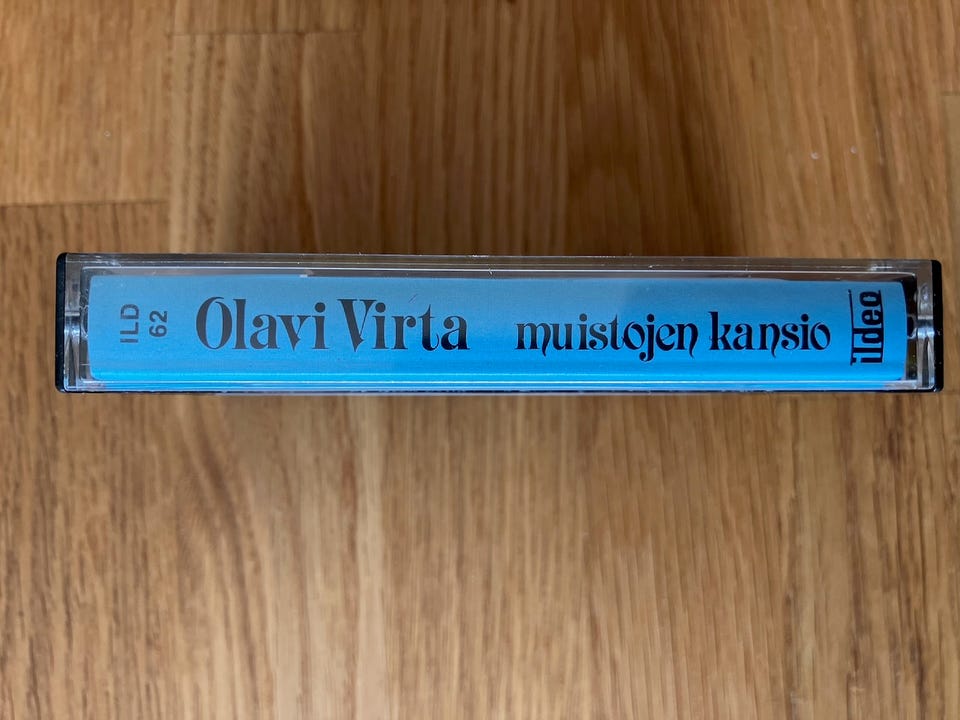 ILD
62
Olavi Virta muistojen kansio
ildeo